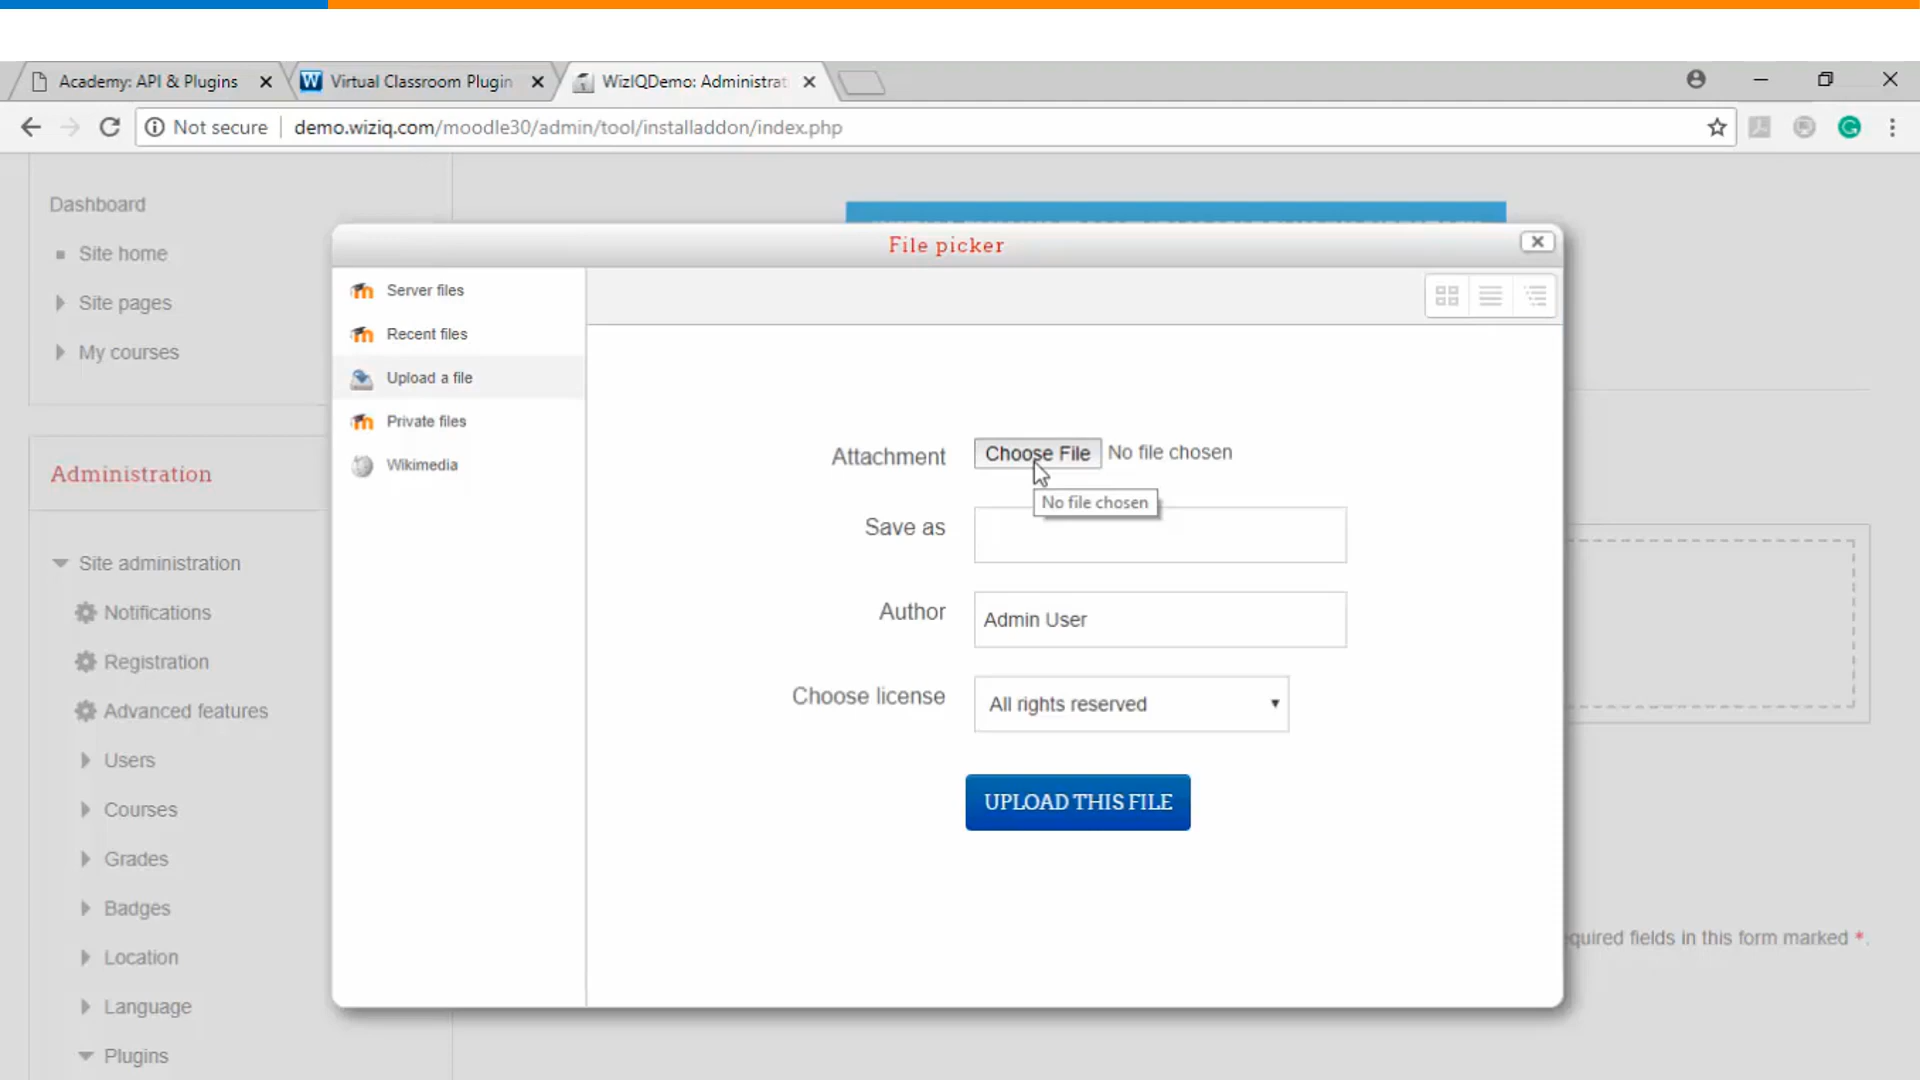 Academy: API & Plugins
Virtual Classroom Plugin
WizIQDemo: Administrat
Not secure
demo.wiziq.com/moodle30/admin/tool/installaddon/index.php
Dashboard
Site home
Site pages
My courses
Administration
Site administration
Notifications
Registration
Advanced features
Users
Courses
Grades
Badges
Location
Language
Plugins
File picker
Server files
Recent files
Upload a file
Private files
Wikimedia
Attachment
Choose File No file chosen
No file chosen
Save as
Author
Admin User
Choose license
All rights reserved
UPLOAD THIS FILE
quired fields in this form marked *.